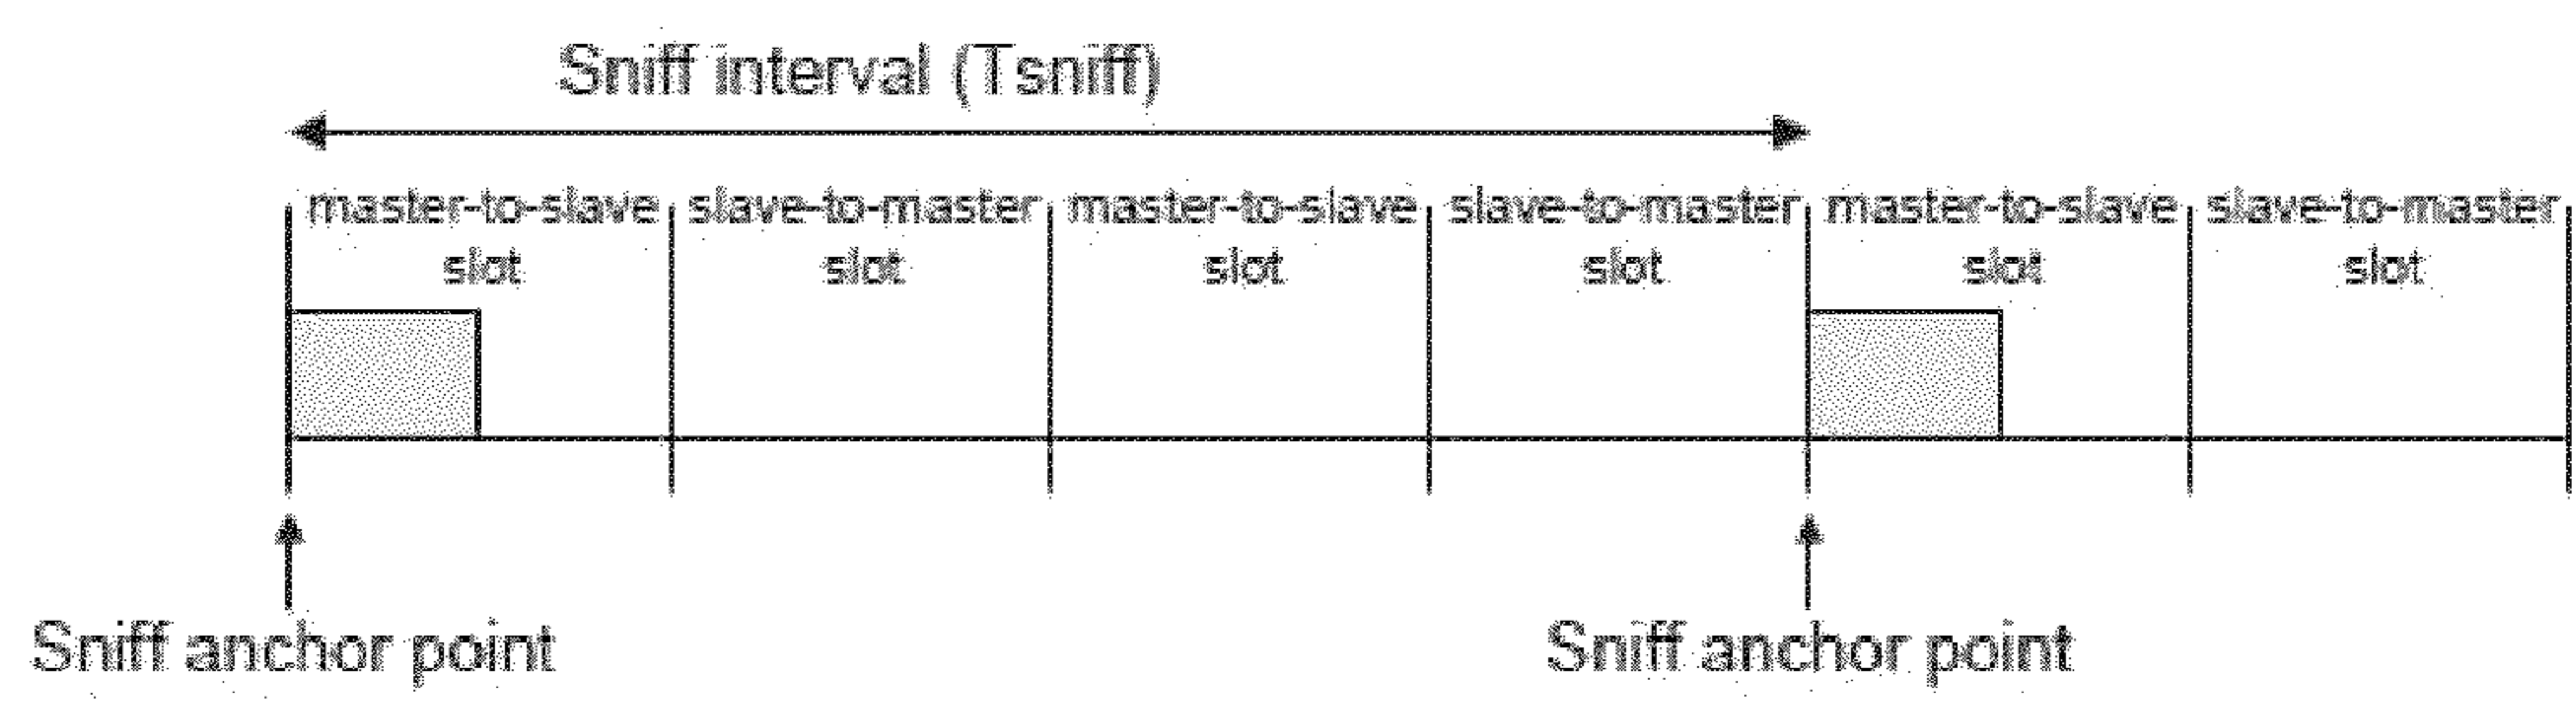 Sniff interval (Tsniff)
master-to-slave slave-to-master master-to-slave slave-to-master master-to-slave slave-to-master
slot slot slot slot slot slot
Sniff anchor point Sniff anchor point